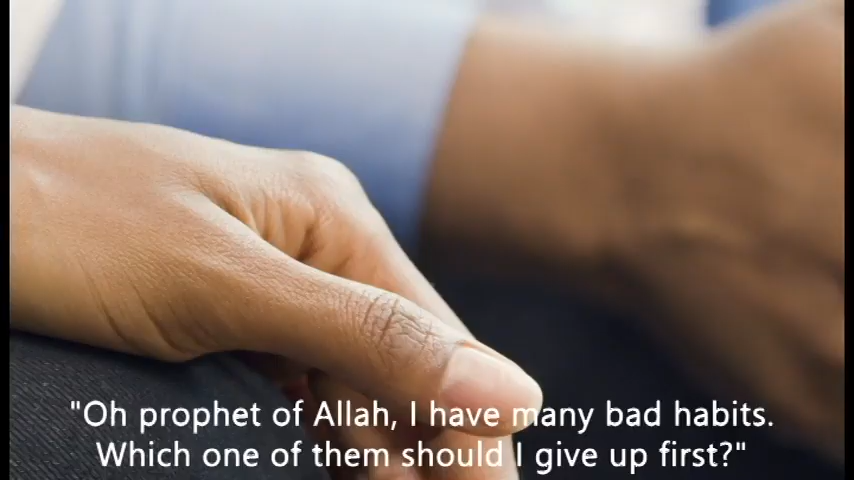 "Oh prophet of Allah, I have many bad habits.
Which one of them should I give up first?"